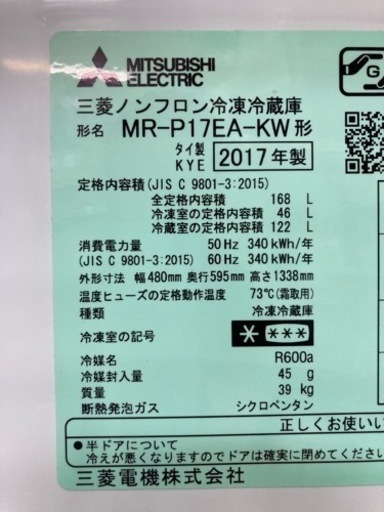 MITSUBISHI
ELECTRIC
G
三菱ノンフロン冷凍冷蔵庫
形名 MR-P17EA-KW形
タイ製
KYE
2017年製
定格内容積(JIS C 9801-3:2015)
全定格内容積 168 L
冷凍室の定格内容積 46 L
冷蔵室の定格内容積 122 L
消費電力量 50Hz 340kWh/年
(JIS C 9801-3:2015) 60Hz 340kWh/年
外形寸法 幅480mm 奥行595mm 高さ1338mm
温度ヒューズの定格動作温度 73℃(霜取用)
種類 冷凍冷蔵庫
冷凍室の記号 ****
冷媒名 R600a
冷媒封入量 45 g
質量 39 kg
断熱発泡ガス シクロペンタン
正しくお使いい
●半ドアについて
冷えが悪くなりますのでドアは確実に閉めてください
三菱電機株式会社